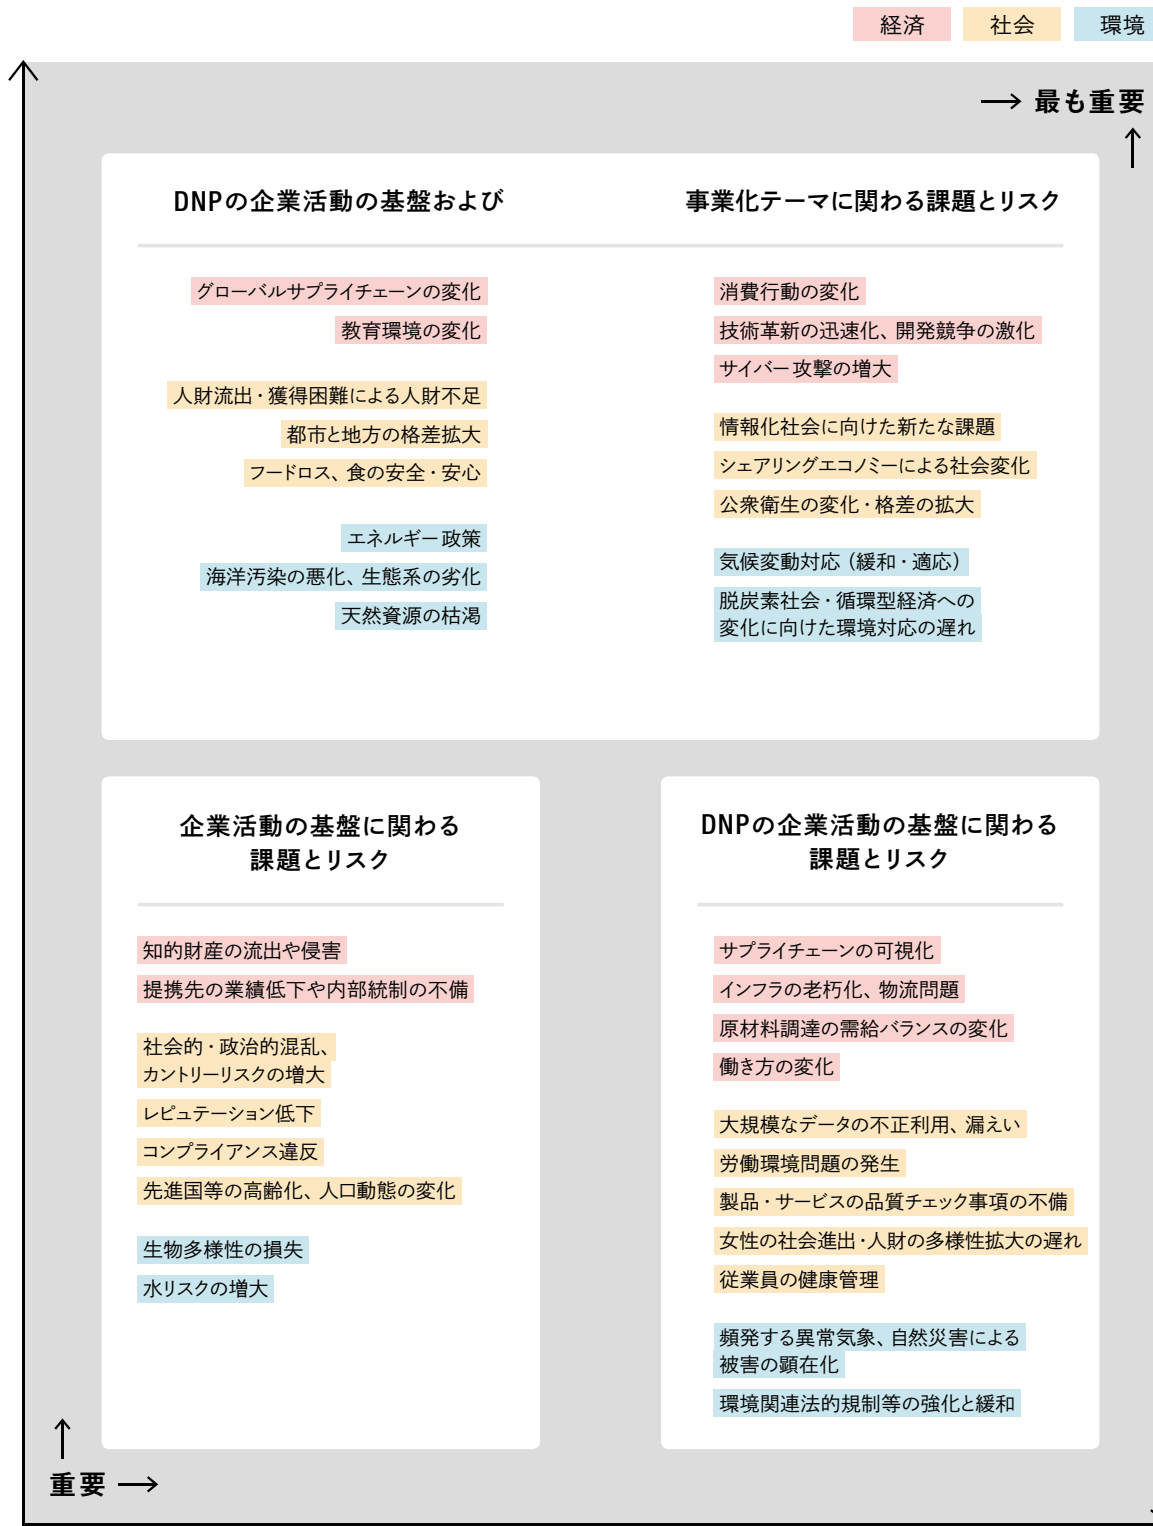 経済 社会 環境
最も重要
DNPの企業活動の基盤および 事業化テーマに関わる課題とリスク
グローバルサプライチェーンの変化
教育環境の変化
人財流出・獲得困難による人財不足
都市と地方の格差拡大
フードロス、食の安全・安心
エネルギー政策
海洋汚染の悪化、生態系の劣化
天然資源の枯渇
消費行動の変化
技術革新の迅速化、開発競争の激化
サイバー攻撃の増大
情報化社会に向けた新たな課題
シェアリングエコノミーによる社会変化
公衆衛生の変化・格差の拡大
気候変動対応（緩和・適応）
脱炭素社会・循環型経済への
変化に向けた環境対応の遅れ
企業活動の基盤に関わる
課題とリスク
知的財産の流出や侵害
提携先の業績低下や内部統制の不備
社会的・政治的混乱、
カントリーリスクの増大
レピュテーション低下
コンプライアンス違反
先進国等の高齢化、人口動態の変化
生物多様性の損失
水リスクの増大
DNPの企業活動の基盤に関わる
課題とリスク
サプライチェーンの可視化
インフラの老朽化、物流問題
原材料調達の需給バランスの変化
働き方の変化
大規模なデータの不正利用、漏えい
労働環境問題の発生
製品・サービスの品質チェック事項の不備
女性の社会進出・人財の多様性拡大の遅れ
従業員の健康管理
頻発する異常気象、自然災害による
被害の顕在化
環境関連法的規制等の強化と緩和
重要